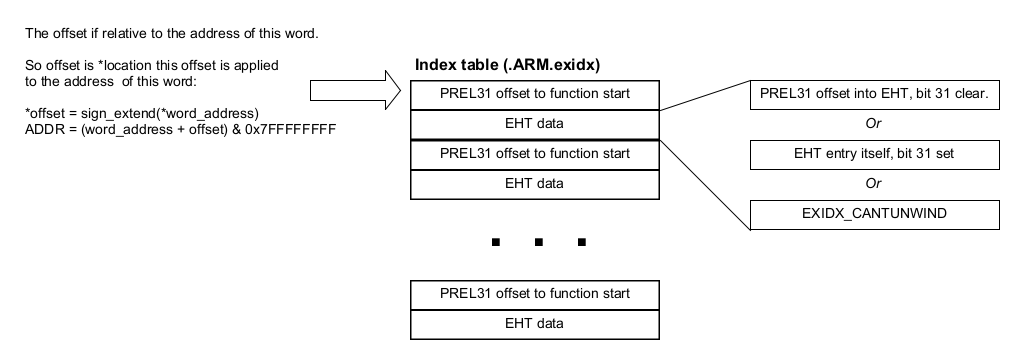 The offset if relative to the address of this word.
So offset is *location this offset is applied
to the address of this word:
*offset = sign_extend(*word_address)
ADDR = (word_address + offset) & 0x7FFFFFFFF
Index table (.ARM.exidx)
PREL31 offset to function start
EHT data
PREL31 offset to function start
EHT data
PREL31 offset to function start
EHT data
PREL31 offset into EHT, bit 31 clear.
Or
EHT entry itself, bit 31 set
Or
EXIDX_CANTUNWIND